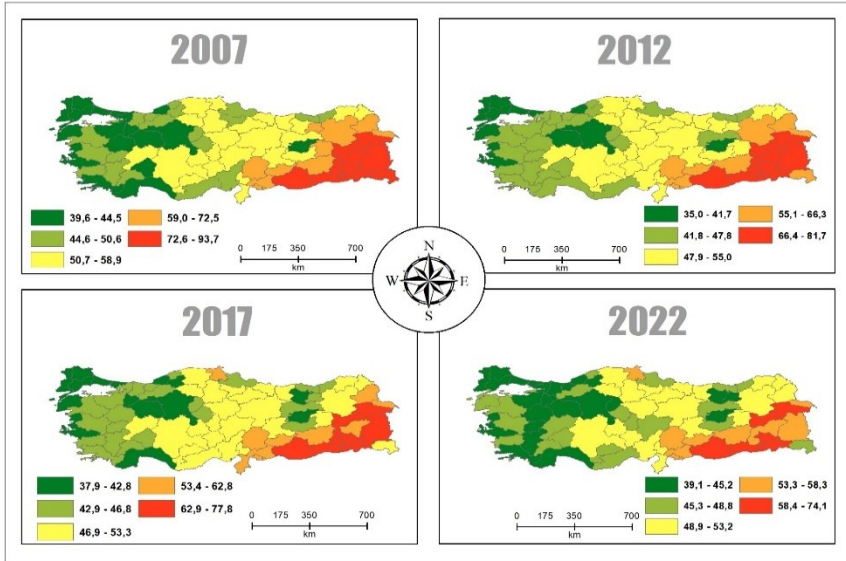 2007
39,6 - 44,5
59,0 - 72,5
44,6 - 50,6
72,6 - 93,7
50,7 - 58,9
0 175 350 700
km
2012
35,0 - 41,7
55,1 - 66,3
41,8 - 47,8
66,4 - 81,7
47,9 - 55,0
0 175 350 700
km
N
W E
S
2017
37,9 - 42,8
53,4 - 62,8
42,9 - 46,8
62,9 - 77,8
46,9 - 53,3
0 175 350 700
km
2022
39,1 - 45,2
53,3 - 58,3
45,3 - 48,8
58,4 - 74,1
48,9 - 53,2
0 175 350 700
km